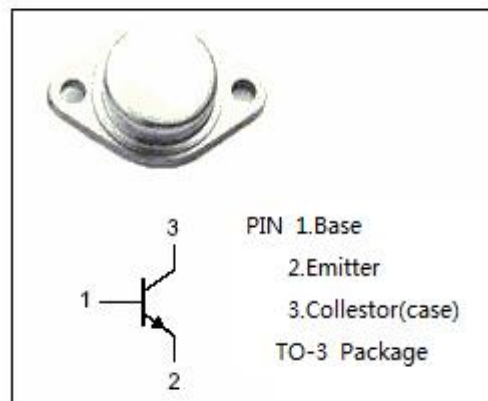 3
PIN 1.Base
2.Emitter
1
3.Collestor(case)
TO-3 Package
2